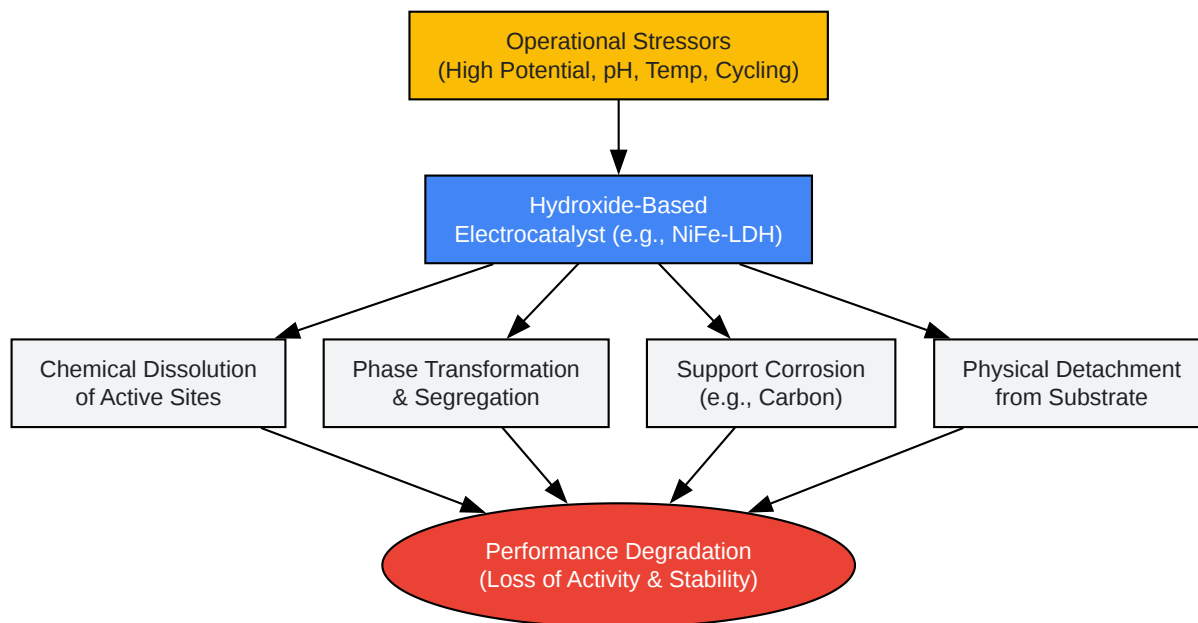 Operational Stressors
(High Potential, pH, Temp, Cycling)
Hydroxide-Based
Electrocatalyst (e.g., NiFe-LDH)
Chemical Dissolution
of Active Sites
Phase Transformation
& Segregation
Support Corrosion
(e.g., Carbon)
Physical Detachment
from Substrate
Performance Degradation
(Loss of Activity & Stability)